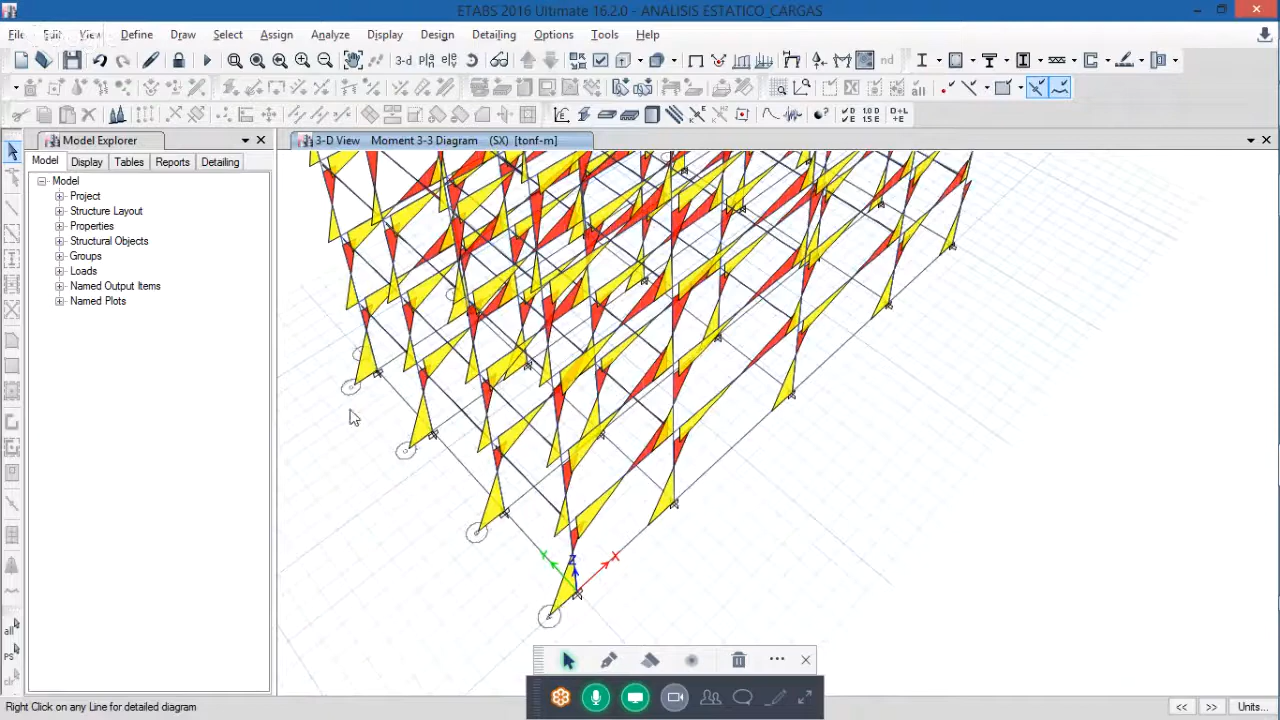 ETABS 2016 Ultimate 16.2.0 - ANALISIS ESTATICO_CARGAS
File Edit View Define Draw Select Assign Analyze Display Design Detailing Options Tools Help
3-d
nd
all
Model Explorer
3-D View Moment 3-3 Diagram (SX) [tonf-m]
Model Display Tables Reports Detailing
Model
Project
Structure Layout
Properties
Structural Objects
Groups
Loads
Named Output Items
Named Plots
X
Y
Z
all
PS
Right Click on any for detailed diagram
<< >> Units...